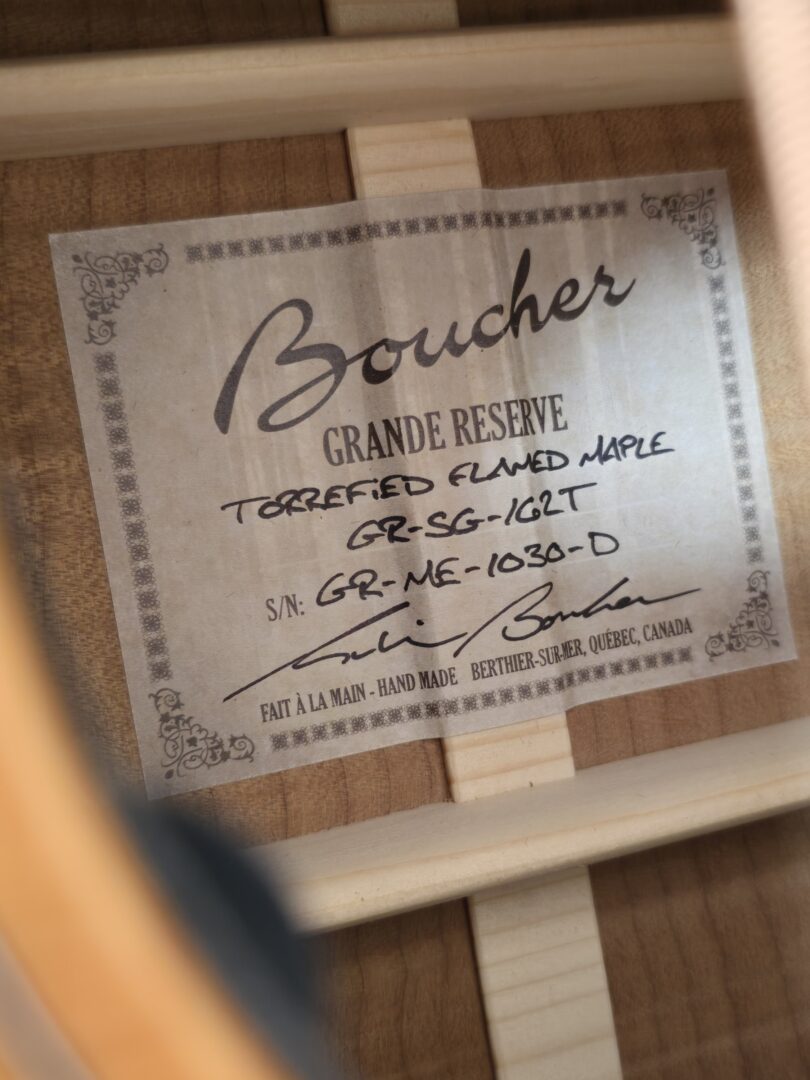 Boucher
GRANDE RESERVE
TORREFIED FLAMED MAPLE
GR-SG-162T
S/N: GR-ME-1030-D
FAIT À LA MAIN - HAND MADE BERTHIER-SUR-MER, QUÉBEC, CANADA